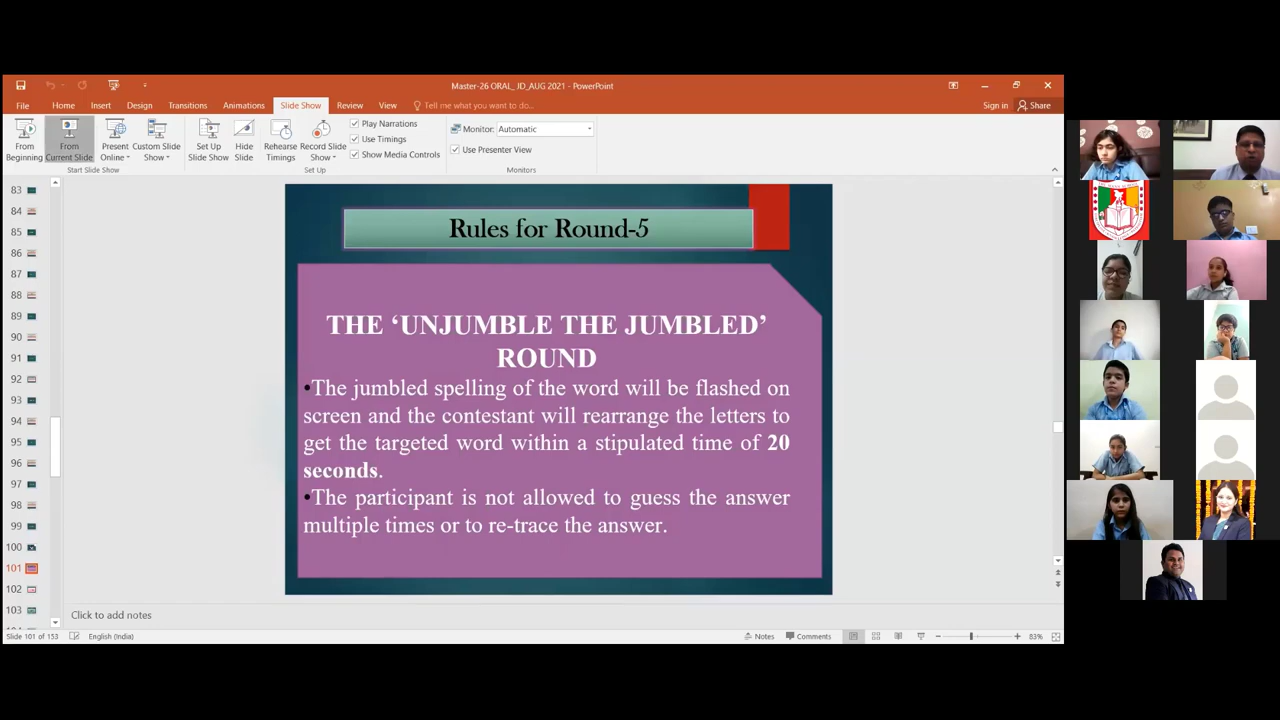 Master-26 ORAL_ JD_AUG 2021 - PowerPoint
File Home Insert Design Transitions Animations Slide Show Review View Tell me what you want to do... Sign in Share
From Beginning
From Current Slide
Present Online
Custom Slide Show
Start Slide Show
Set Up Slide Show
Hide Slide
Rehearse Timings
Record Slide Show
Play Narrations
Use Timings
Show Media Controls
Set Up
Monitor: Automatic
Use Presenter View
Monitors
83
84
85
86
87
88
89
90
91
92
93
94
95
96
97
98
99
100
101
102
103
Rules for Round-5
THE ‘UNJUMBLE THE JUMBLED’
ROUND
•The jumbled spelling of the word will be flashed on
screen and the contestant will rearrange the letters to
get the targeted word within a stipulated time of 20
seconds.
•The participant is not allowed to guess the answer
multiple times or to re-trace the answer.
Click to add notes
Slide 101 of 153 English (India) Notes Comments 83%